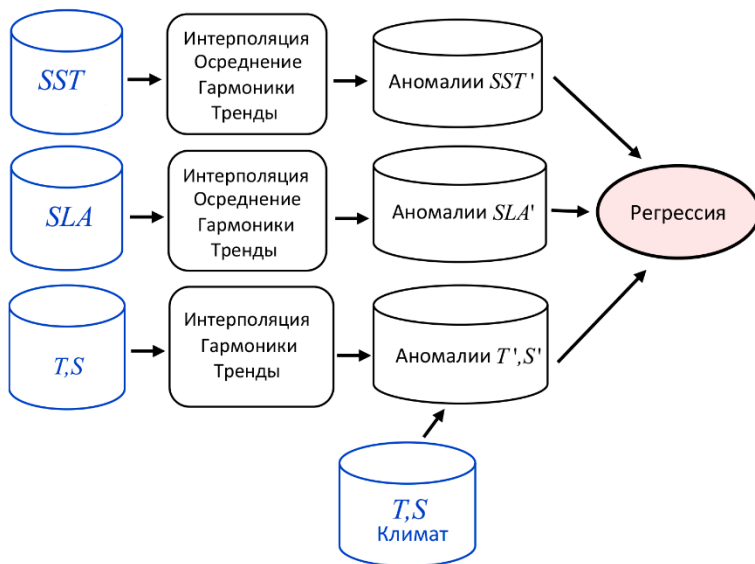 SST
Интерполяция
Осреднение
Гармоники
Тренды
Аномалии SST'
SLA
Интерполяция
Осреднение
Гармоники
Тренды
Аномалии SLA'
Регрессия
T,S
Интерполяция
Гармоники
Тренды
Аномалии T',S'
T,S
Климат